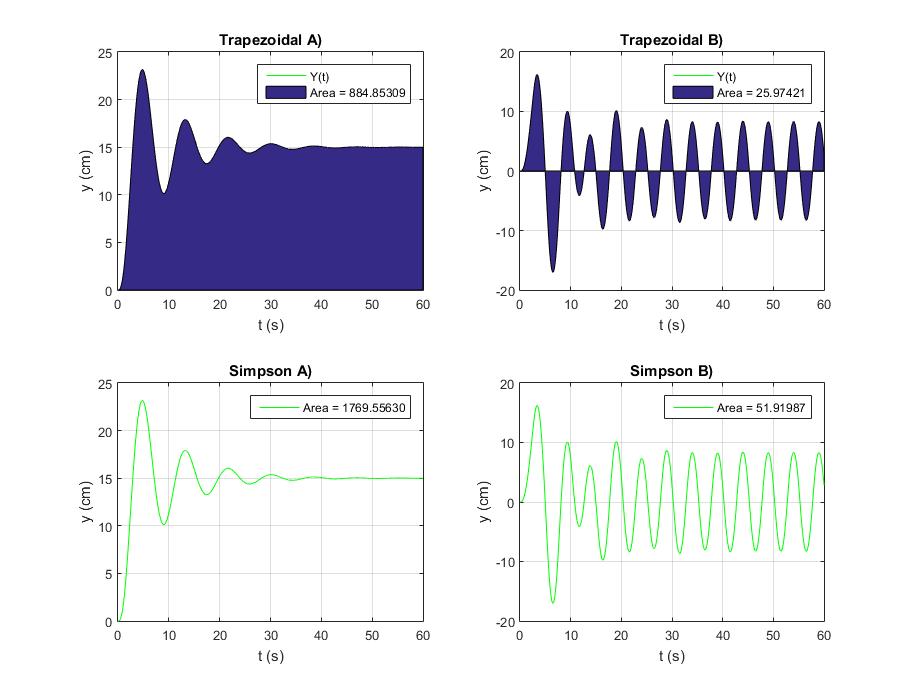 Trapezoidal A)
25
20
15
10
5
0
y (cm)
Y(t)
Area = 884.85309
0 10 20 30 40 50 60
t (s)
Trapezoidal B)
20
10
0
-10
-20
y (cm)
Y(t)
Area = 25.97421
0 10 20 30 40 50 60
t (s)
Simpson A)
25
20
15
10
5
0
y (cm)
Area = 1769.55630
0 10 20 30 40 50 60
t (s)
Simpson B)
20
10
0
-10
-20
y (cm)
Area = 51.91987
0 10 20 30 40 50 60
t (s)